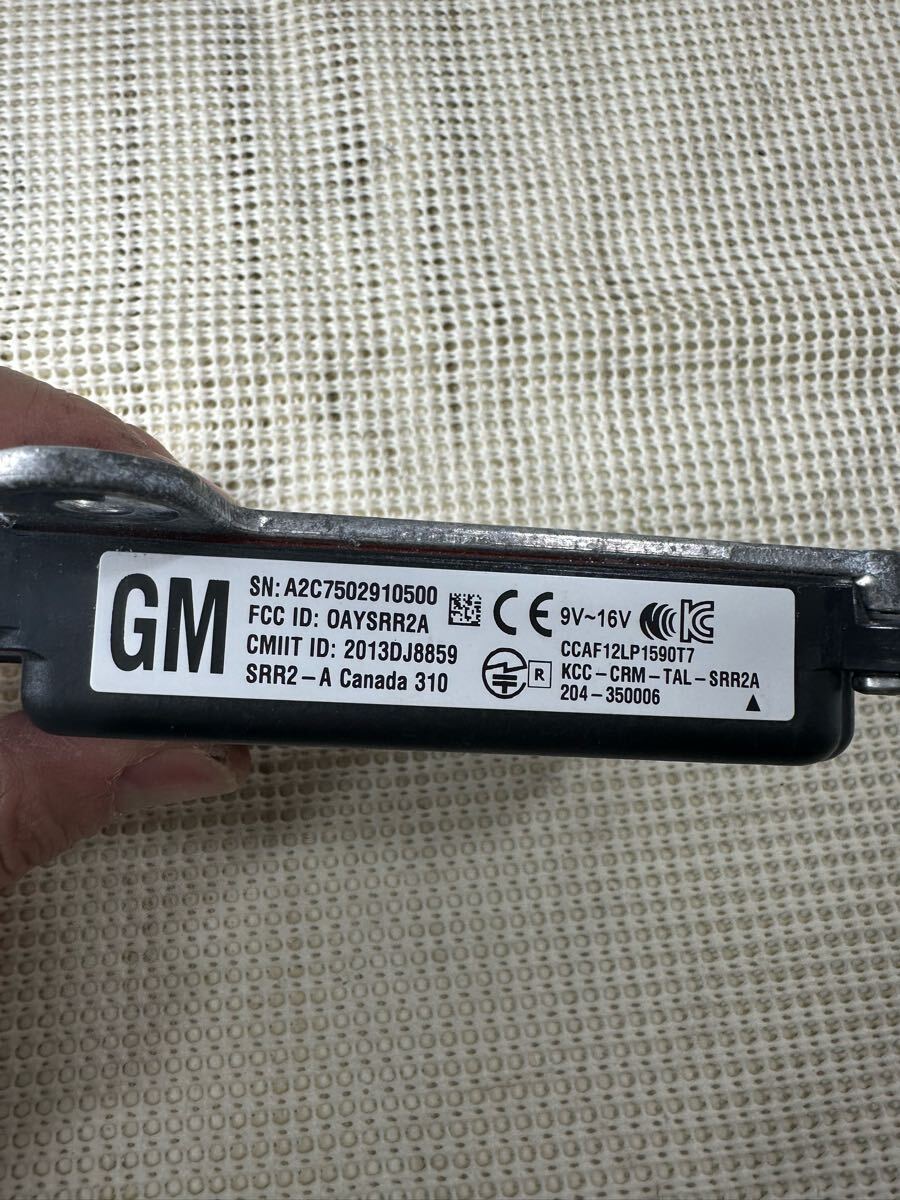 GM
SN: A2C7502910500
FCC ID: OAYSRR2A
CMIIT ID: 2013DJ8859
SRR2-A Canada 310
CE
9V~16V
CCAF12LP1590T7
R
KCC-CRM-TAL-SRR2A
204-350006